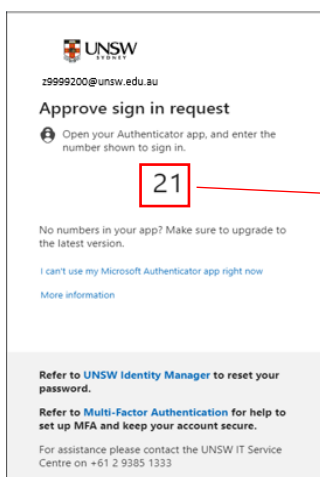 UNSW
SYDNEY
z9999200@unsw.edu.au
Approve sign in request
Open your Authenticator app, and enter the
number shown to sign in.
21
No numbers in your app? Make sure to upgrade to
the latest version.
I can't use my Microsoft Authenticator app right now
More information
Refer to UNSW Identity Manager to reset your
password.
Refer to Multi-Factor Authentication for help to
set up MFA and keep your account secure.
For assistance please contact the UNSW IT Service
Centre on +61 2 9385 1333